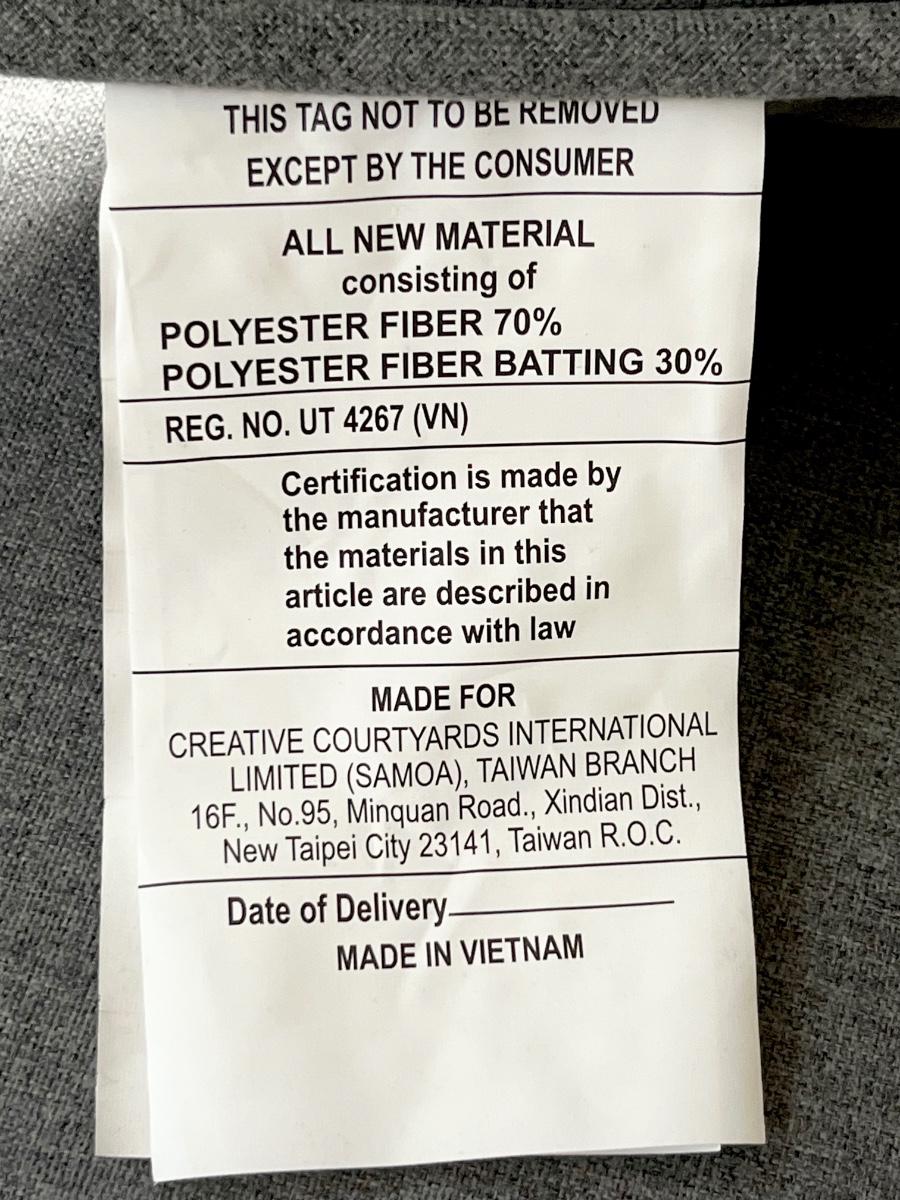 THIS TAG NOT TO BE REMOVED
EXCEPT BY THE CONSUMER
ALL NEW MATERIAL
consisting of
POLYESTER FIBER 70%
POLYESTER FIBER BATTING 30%
REG. NO. UT 4267 (VN)
Certification is made by
the manufacturer that
the materials in this
article are described in
accordance with law
MADE FOR
CREATIVE COURTYARDS INTERNATIONAL
LIMITED (SAMOA), TAIWAN BRANCH
16F., No.95, Minquan Road., Xindian Dist.,
New Taipei City 23141, Taiwan R.O.C.
Date of Delivery
MADE IN VIETNAM